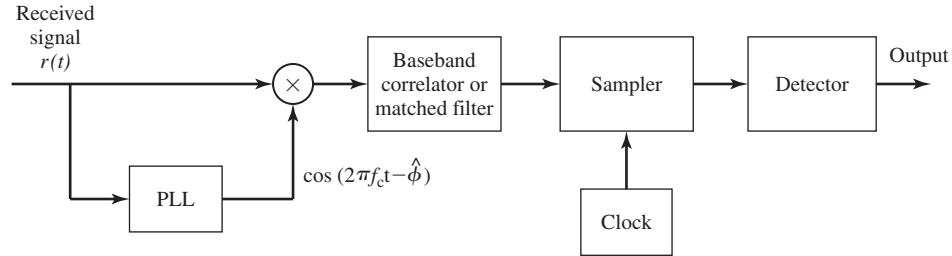 Received
signal
r(t)
×
Baseband
correlator or
matched filter
Sampler
Detector
Output
PLL
cos (2πf_ct−φ̂)
Clock